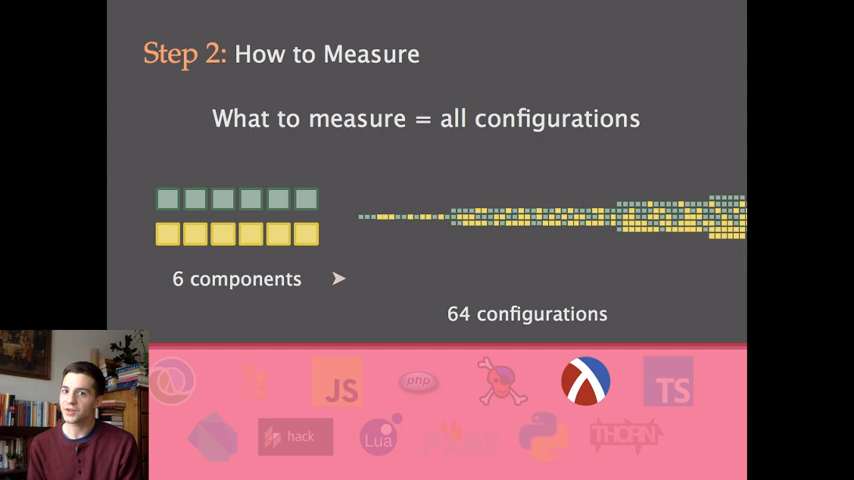 Step 2: How to Measure
What to measure = all configurations
6 components
64 configurations
JS
php
TS
hack
Lua
THORN